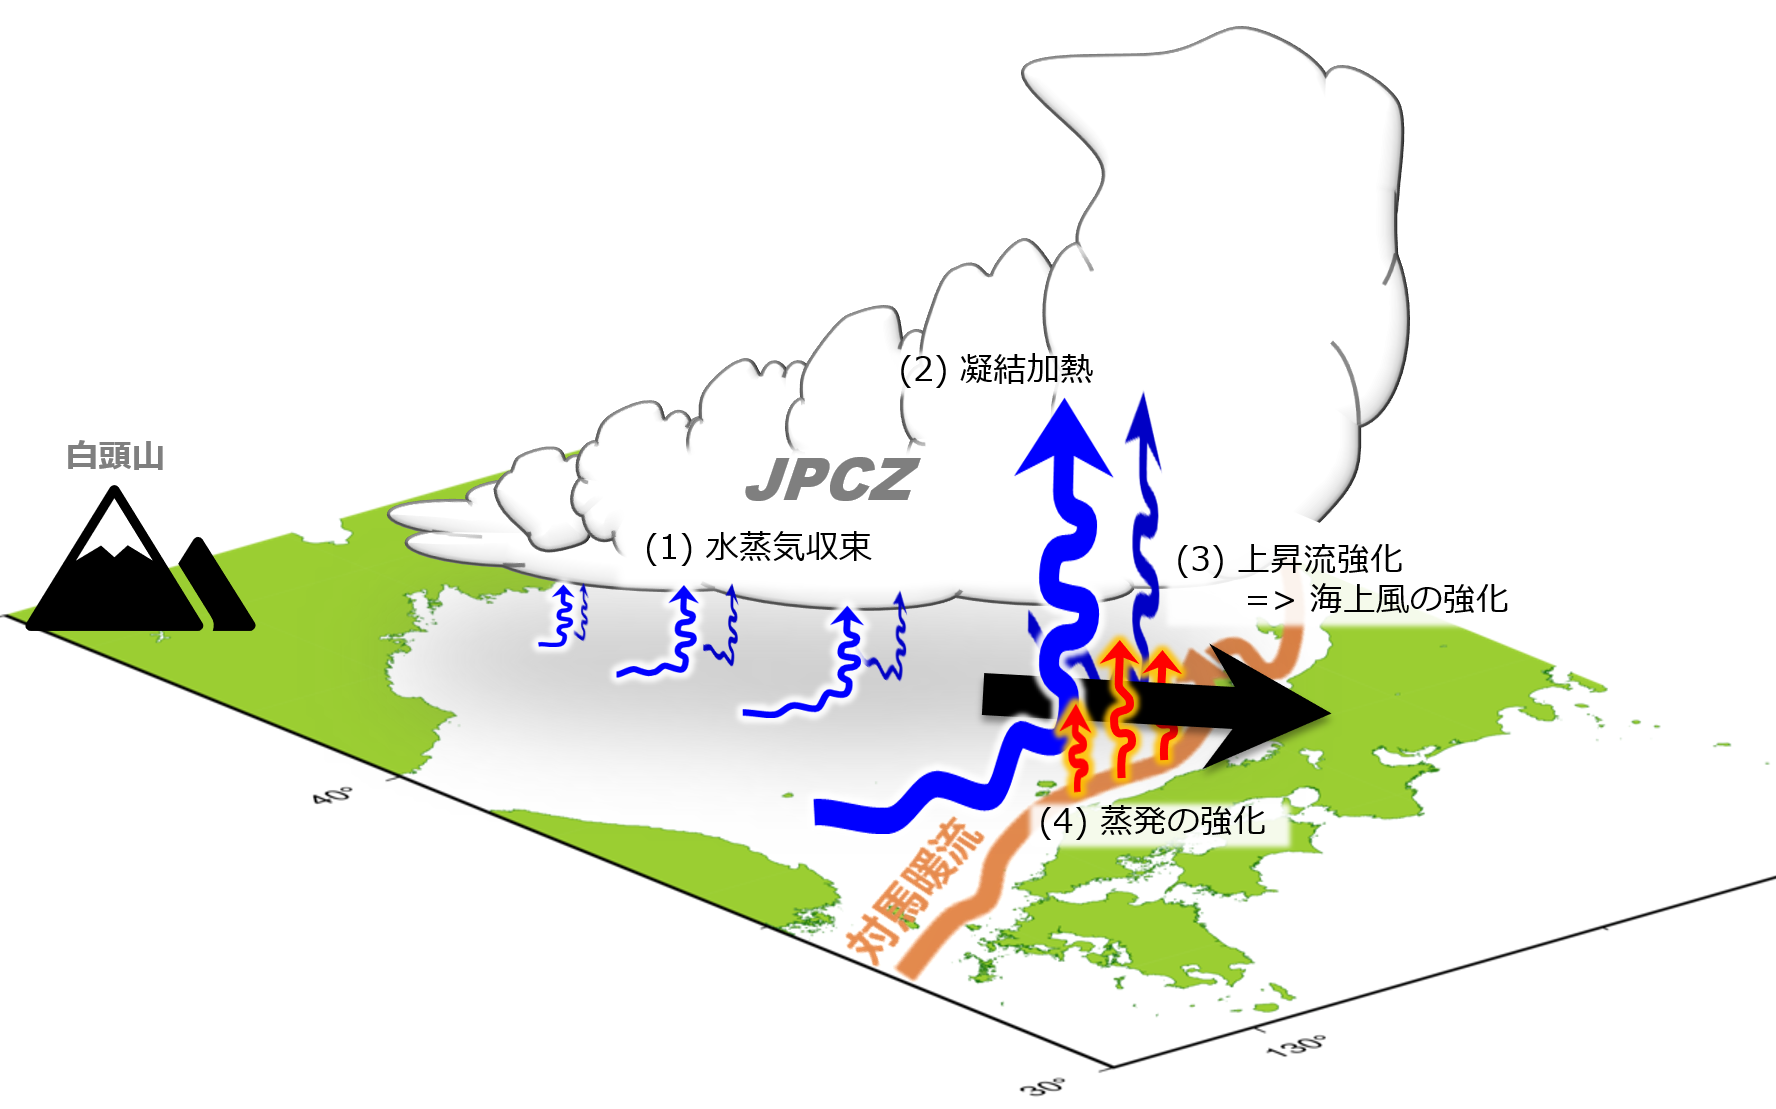 (2) 凝結加熱
白頭山
JPCZ
(1) 水蒸気収束
(3) 上昇流強化
=> 海上風の強化
40°
(4) 蒸発の強化
対馬暖流
130°
30°